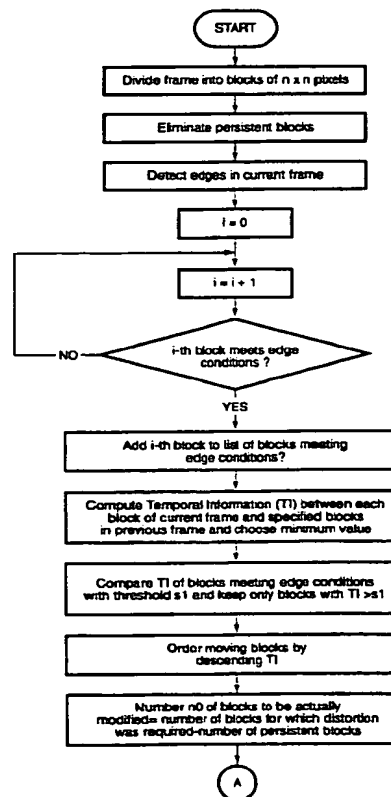 START
Divide frame into blocks of n x n pixels
Eliminate persistent blocks
Detect edges in current frame
i = 0
i = i + 1
i-th block meets edge
conditions ?
NO
YES
Add i-th block to list of blocks meeting
edge conditions?
Compute Temporal Information (TI) between each
block of current frame and specified blocks
in previous frame and choose minimum value
Compare TI of blocks meeting edge conditions
with threshold s1 and keep only blocks with TI >s1
Order moving blocks by
descending TI
Number n0 of blocks to be actually
modified= number of blocks for which distortion
was required-number of persistent blocks
A